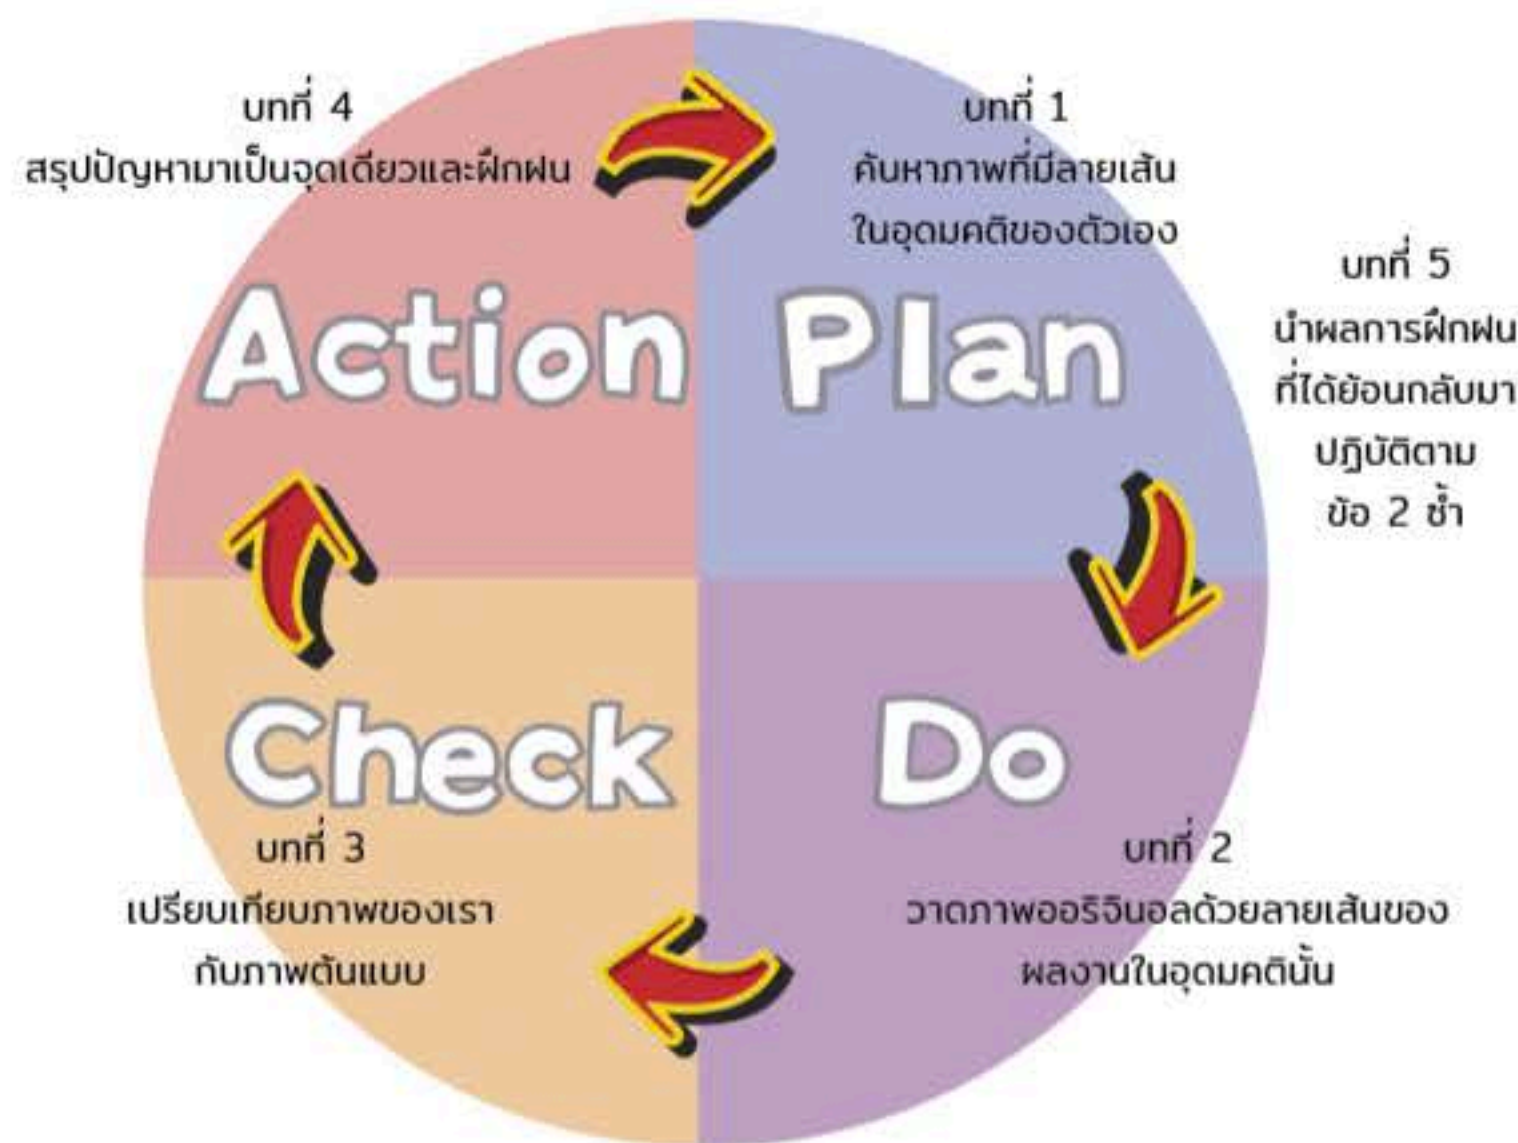 บทที่ 4
สรุปปัญหามาเป็นจุดเดียวและฝึกฝน
บทที่ 1
ค้นหาภาพที่มีลายเส้น
ในอุดมคติของตัวเอง
บทที่ 5
นำผลการฝึกฝน
ที่ได้ย้อนกลับมา
ปฏิบัติตาม
ข้อ 2 ซ้ำ
Action
Plan
Check
Do
บทที่ 3
เปรียบเทียบภาพของเรา
กับภาพต้นแบบ
บทที่ 2
วาดภาพออริจินอลด้วยลายเส้นของ
ผลงานในอุดมคตินั้น